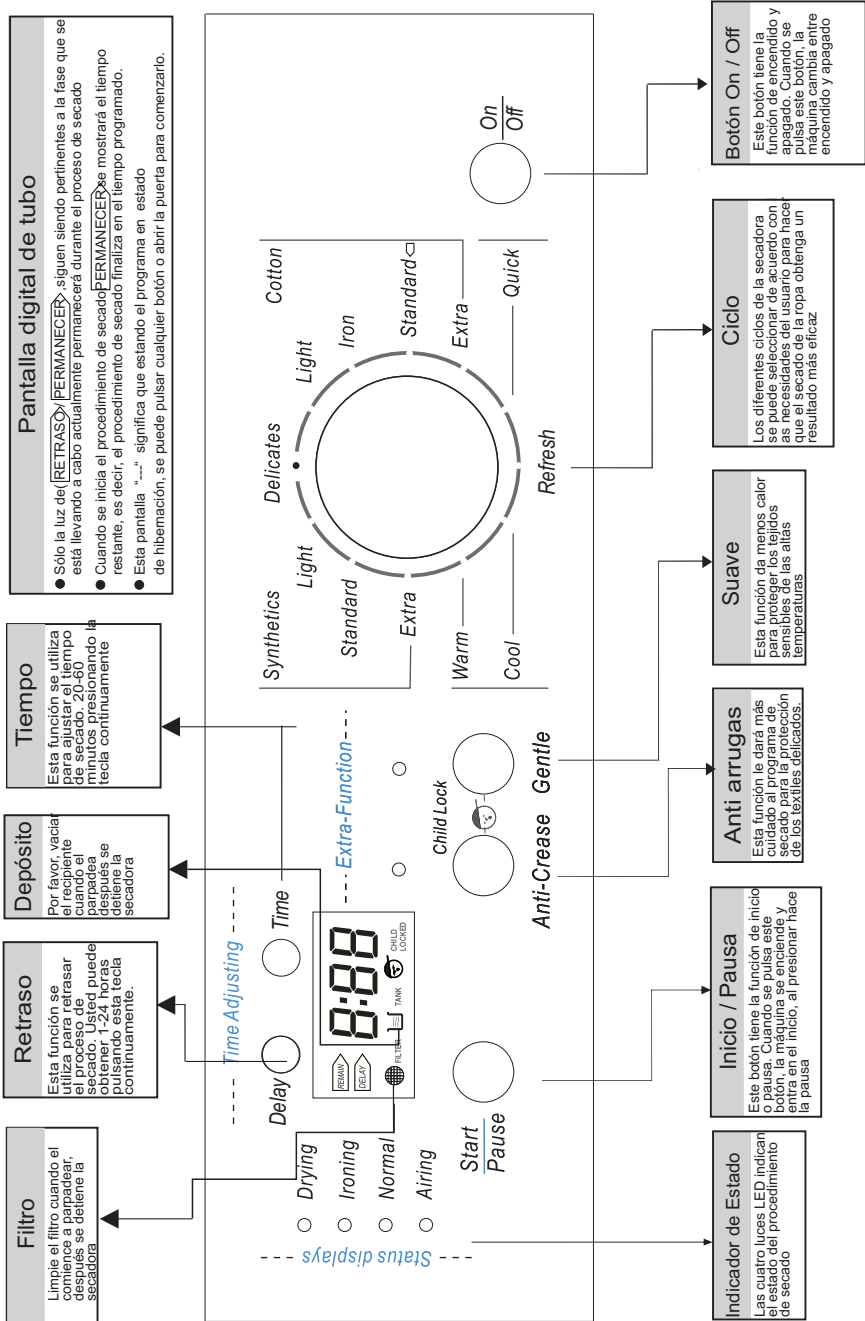 Filtro
Limpie el filtro cuando el
comience a parpadear,
después se detiene la
secadora
Retraso
Esta función se
utiliza para retrasar
el proceso de
secado. Usted puede
obtener 1-24 horas
pulsando esta tecla
continuamente.
Depósito
Por favor, vaciar
el recipiente
cuando el
parpadea
después se
detiene la
secadora
Tiempo
Esta función se utiliza
para ajustar el tiempo
de secado. 20-60
minutos presionando la
tecla continuamente
Pantalla digital de tubo
● Sólo la luz de( RETRASO / PERMANECER ,siguen siendo pertinentes a la fase que se
está llevando a cabo actualmente permanecerá durante el proceso de secado
● Cuando se inicia el procedimiento de secado PERMANECER se mostrará el tiempo
restante, es decir, el procedimiento de secado finaliza en el tiempo programado.
● Esta pantalla "---" significa que estando el programa en estado
de hibernación, se puede pulsar cualquier botón o abrir la puerta para comenzarlo.
Status displays
Drying
Ironing
Normal
Airing
Time Adjusting
Delay
Time
REMAIN
DELAY
8:88
FILTER
TANK
CHILD
LOCKED
Start
Pause
Extra-Function
Child Lock
Anti-Crease
Gentle
Synthetics
Light
Standard
Extra
Warm
Cool
Delicates
Refresh
Cotton
Light
Iron
Standard
Extra
Quick
On
Off
Indicador de Estado
Las cuatro luces LED indican
el estado del procedimiento
de secado
Inicio / Pausa
Este botón tiene la función de inicio
o pausa. Cuando se pulsa este
botón, la máquina se enciende y
entra en el inicio, al presionar hace
la pausa
Anti arrugas
Esta función le dará más
cuidado al programa de
secado para la protección
de los textiles delicados.
Suave
Esta función da menos calor
para proteger los tejidos
sensibles de las altas
temperaturas
Ciclo
Los diferentes ciclos de la secadora
se puede seleccionar de acuerdo con l
as necesidades del usuario para hacer
que el secado de la ropa obtenga un
resultado más eficaz
Botón On / Off
Este botón tiene la
función de encendido y
apagado. Cuando se
pulsa este botón, la
máquina cambia entre
encendido y apagado